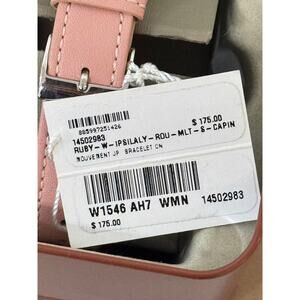 885997251426
$ 175.00
14502983
RUBY-W-IPSILALY-ROU-MLT-S-CAPIN
MOUVEMENT JP. BRACELET CN
W1546 AH7 WMN 14502983
$ 175.00